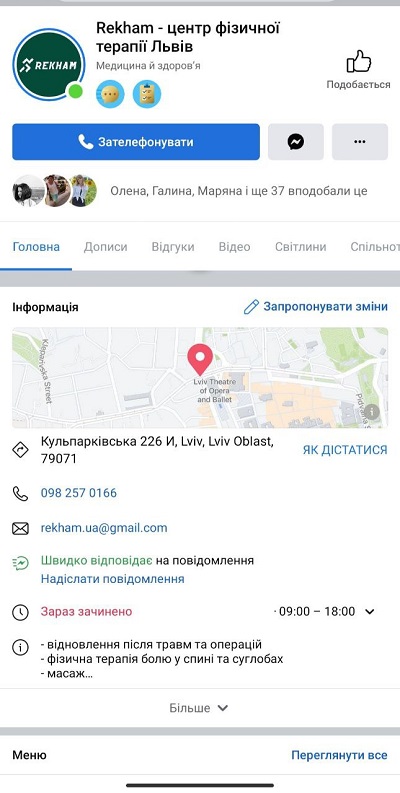 Rekham - центр фізичної
терапії Львів
Медицина й здоров'я
REKHAM
Подобається
Зателефонувати
Олена, Галина, Маряна і ще 37 вподобали це
Головна Дописи Відгуки Відео Світлини Спільнот
Інформація
Запропонувати зміни
Klaparivska Street
Lviv Theatre
of Opera
and Ballet
Pidval'na
Кульпарківська 226 И, Lviv, Lviv Oblast,
79071
ЯК ДІСТАТИСЯ
098 257 0166
rekham.ua@gmail.com
Швидко відповідає на повідомлення
Надіслати повідомлення
Зараз зачинено · 09:00 – 18:00
- відновлення після травм та операцій
- фізична терапія болю у спині та суглобах
- масаж...
Більше
Меню
Переглянути все